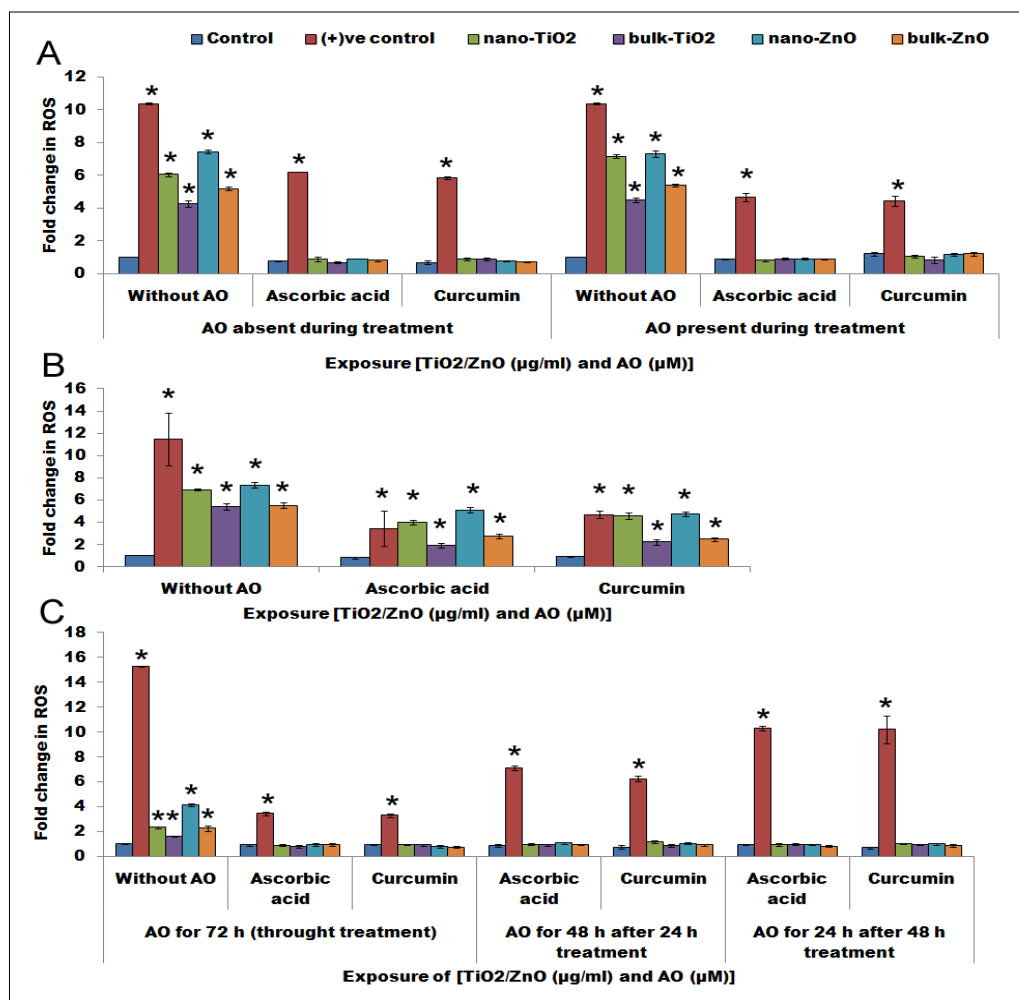 Control (+)ve control nano-TiO2 bulk-TiO2 nano-ZnO bulk-ZnO
A
Fold change in ROS
12
10
8
6
4
2
0
* * * * * * * * * * * * * *
Without AO Ascorbic acid Curcumin Without AO Ascorbic acid Curcumin
AO absent during treatment AO present during treatment
Exposure [TiO2/ZnO (µg/ml) and AO (µM)]
B
Fold change in ROS
16
14
12
10
8
6
4
2
0
* * * * * * * * * * * * * * *
Without AO Ascorbic acid Curcumin
Exposure [TiO2/ZnO (µg/ml) and AO (µM)]
C
Fold change in ROS
18
16
14
12
10
8
6
4
2
0
* * * * * * * * * * *
Without AO Ascorbic acid Curcumin Ascorbic acid Curcumin Ascorbic acid Curcumin
AO for 72 h (throught treatment) AO for 48 h after 24 h treatment AO for 24 h after 48 h treatment
Exposure of [TiO2/ZnO (µg/ml) and AO (µM)]